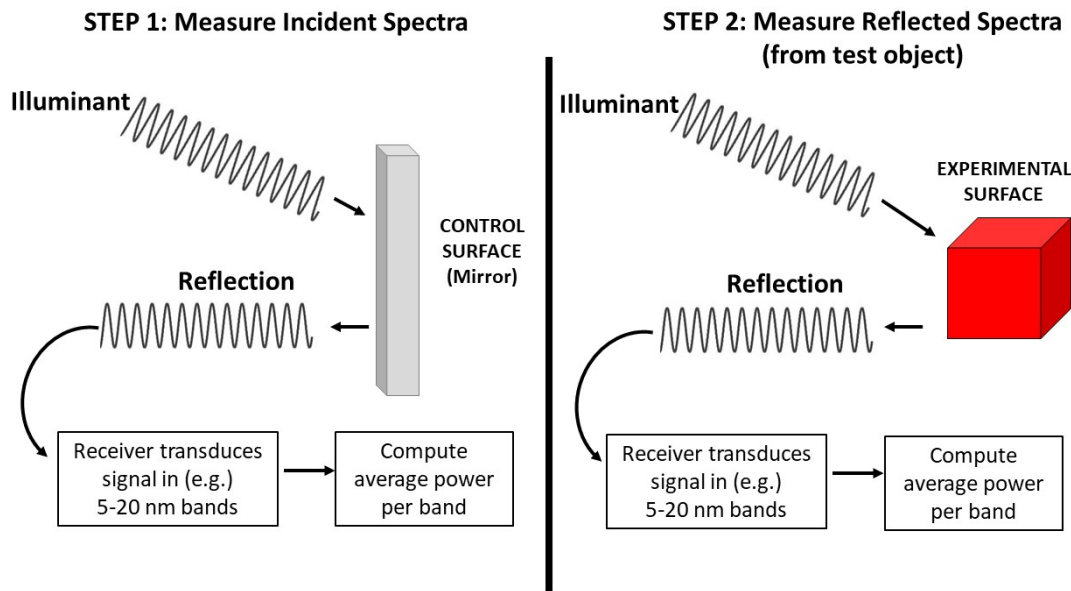 STEP 1: Measure Incident Spectra
Illuminant
CONTROL
SURFACE
(Mirror)
Reflection
Receiver transduces
signal in (e.g.)
5-20 nm bands
Compute
average power
per band
STEP 2: Measure Reflected Spectra
(from test object)
Illuminant
EXPERIMENTAL
SURFACE
Reflection
Receiver transduces
signal in (e.g.)
5-20 nm bands
Compute
average power
per band